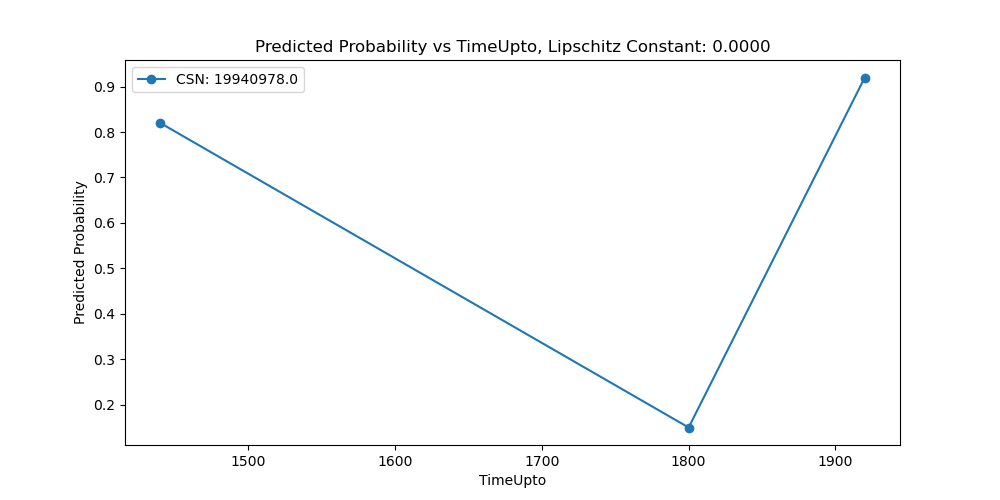 Predicted Probability vs TimeUpto, Lipschitz Constant: 0.0000
CSN: 19940978.0
0.9
0.8
0.7
0.6
0.5
0.4
0.3
0.2
Predicted Probability
1500 1600 1700 1800 1900
TimeUpto